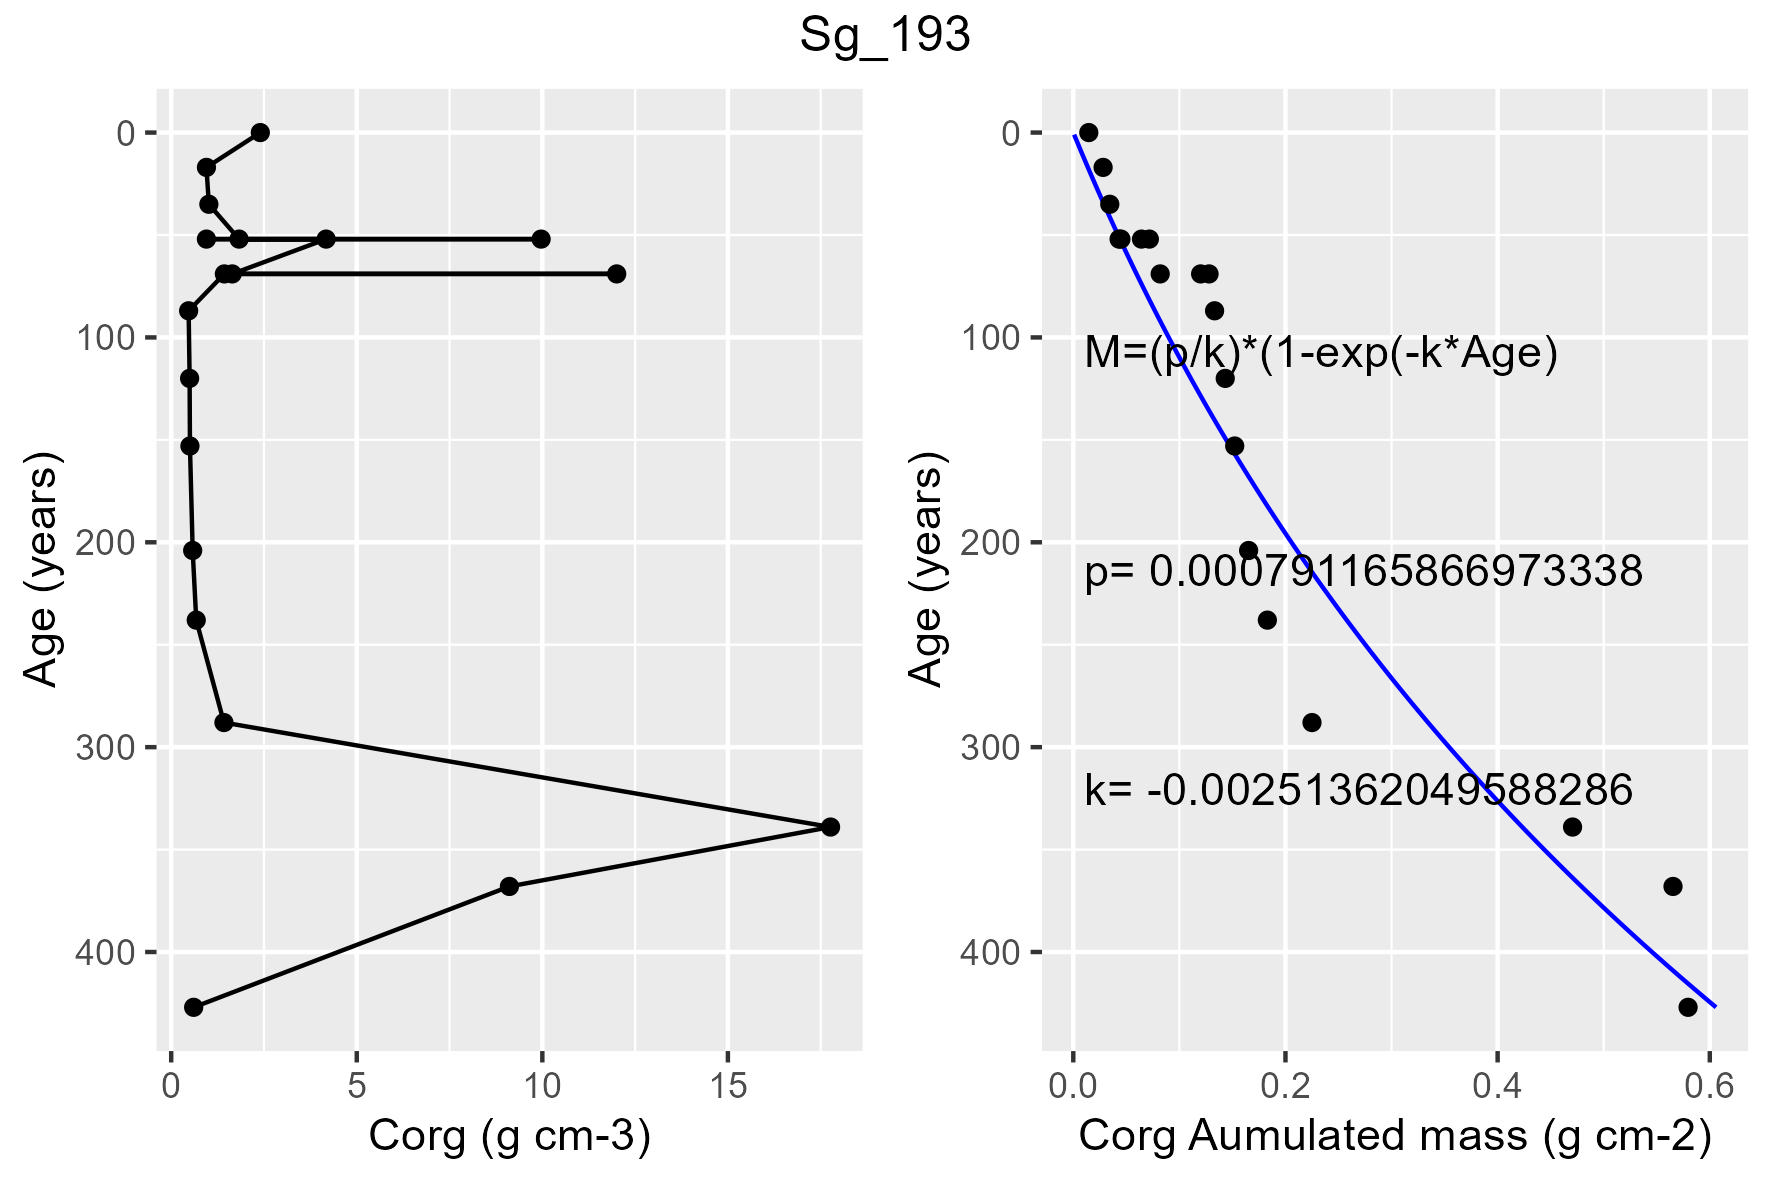 Sg_193
0
100
200
300
400
Age (years)
0 5 10 15
Corg (g cm-3)
0
100
200
300
400
Age (years)
M=(p/k)*(1-exp(-k*Age)
p= 0.000791165866973338
k= -0.00251362049588286
0.0 0.2 0.4 0.6
Corg Aumulated mass (g cm-2)